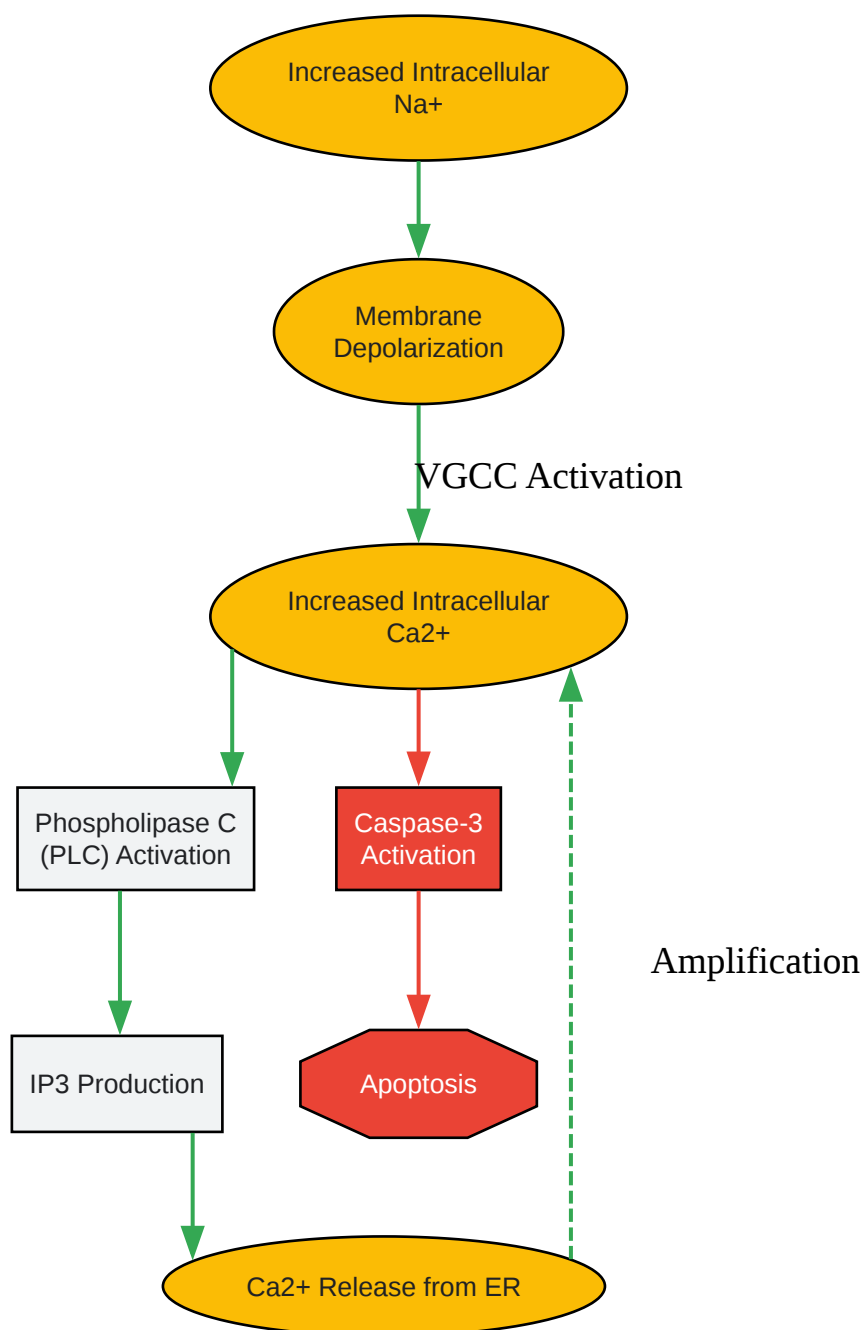 Increased Intracellular
Na+
Membrane
Depolarization
VGCC Activation
Increased Intracellular
Ca2+
Phospholipase C
(PLC) Activation
Caspase-3
Activation
Amplification
IP3 Production
Apoptosis
Ca2+ Release from ER